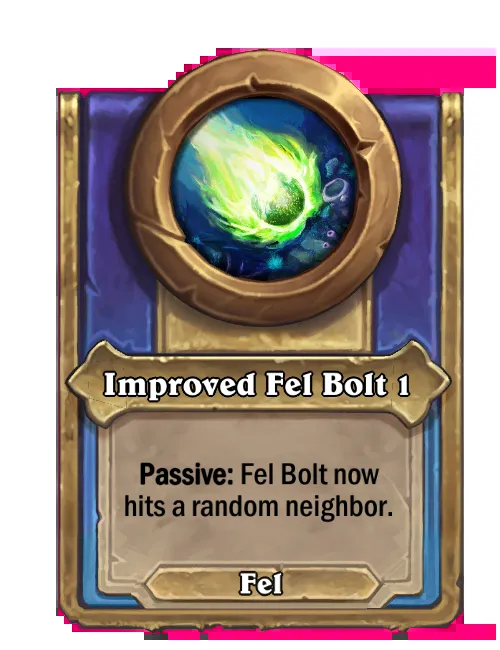 Improved Fel Bolt 1
Passive: Fel Bolt now
hits a random neighbor.
Fel